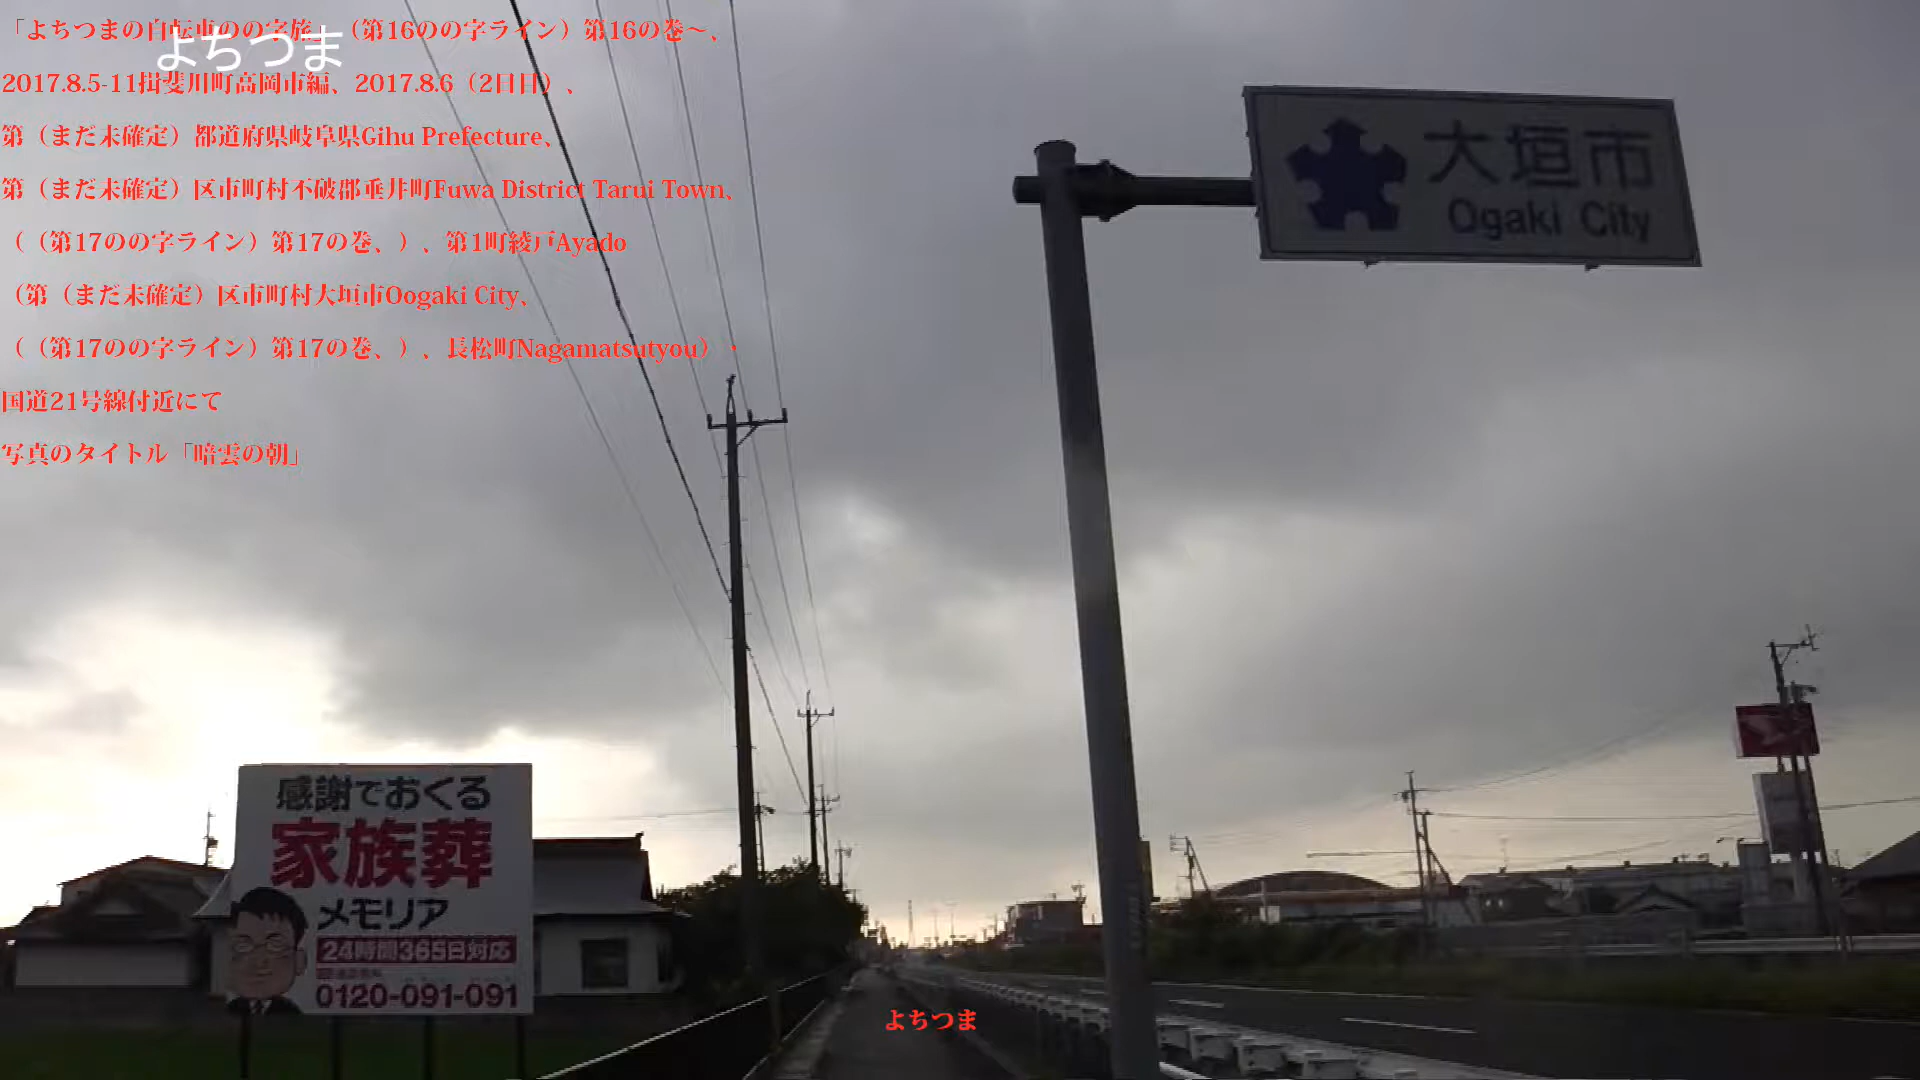 「よちつまの自転車のの字旅」（第16のの字ライン）第16の巻〜、
よちつま
2017.8.5-11揖斐川町高岡市編、2017.8.6（2日目）、
第（まだ未確定）都道府県岐阜県Gihu Prefecture、
第（まだ未確定）区市町村不破郡垂井町Fuwa District Tarui Town、
（（第17のの字ライン）第17の巻、）、第1町綾戸Ayado
（第（まだ未確定）区市町村大垣市Oogaki City、
（（第17のの字ライン）第17の巻、）、長松町Nagamatsutyou）・
国道21号線付近にて
写真のタイトル「暗雲の朝」
大垣市
Ogaki City
感謝でおくる
家族葬
メモリア
24時間365日対応
0120-091-091
よちつま